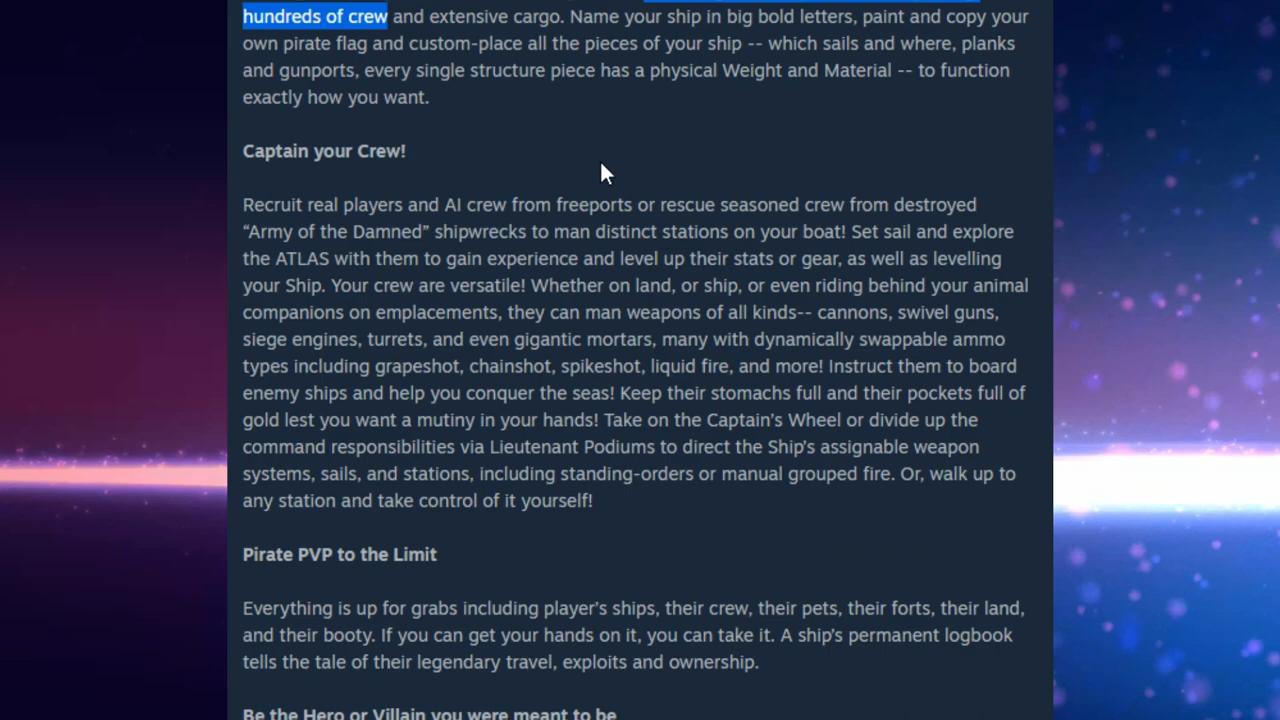 hundreds of crew and extensive cargo. Name your ship in big bold letters, paint and copy your
own pirate flag and custom-place all the pieces of your ship -- which sails and where, planks
and gunports, every single structure piece has a physical Weight and Material -- to function
exactly how you want.
Captain your Crew!
Recruit real players and AI crew from freeports or rescue seasoned crew from destroyed
“Army of the Damned” shipwrecks to man distinct stations on your boat! Set sail and explore
the ATLAS with them to gain experience and level up their stats or gear, as well as levelling
your Ship. Your crew are versatile! Whether on land, or ship, or even riding behind your animal
companions on emplacements, they can man weapons of all kinds-- cannons, swivel guns,
siege engines, turrets, and even gigantic mortars, many with dynamically swappable ammo
types including grapeshot, chainshot, spikeshot, liquid fire, and more! Instruct them to board
enemy ships and help you conquer the seas! Keep their stomachs full and their pockets full of
gold lest you want a mutiny in your hands! Take on the Captain’s Wheel or divide up the
command responsibilities via Lieutenant Podiums to direct the Ship’s assignable weapon
systems, sails, and stations, including standing-orders or manual grouped fire. Or, walk up to
any station and take control of it yourself!
Pirate PVP to the Limit
Everything is up for grabs including player’s ships, their crew, their pets, their forts, their land,
and their booty. If you can get your hands on it, you can take it. A ship’s permanent logbook
tells the tale of their legendary travel, exploits and ownership.
Be the Hero or Villain you were meant to be